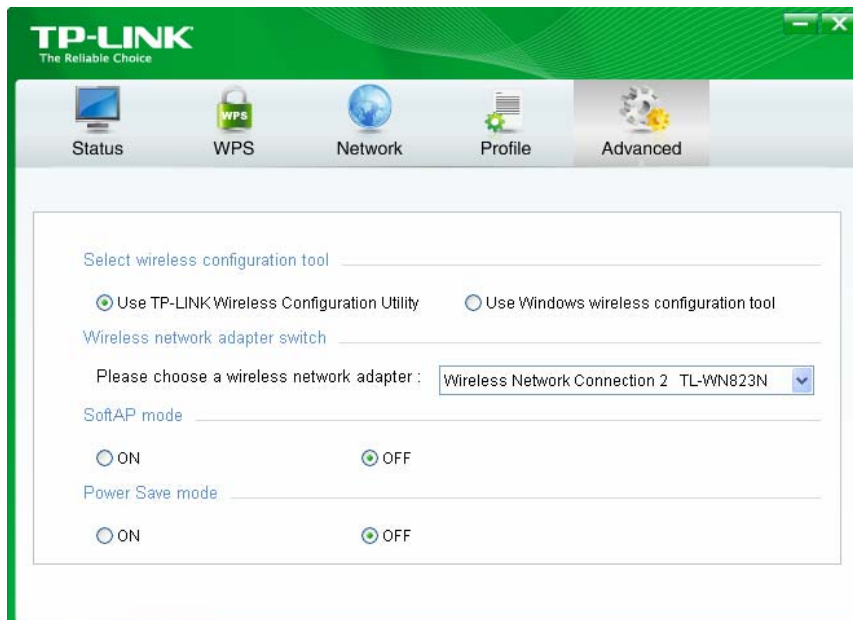 TP-LINK
The Reliable Choice
WPS
Status WPS Network Profile Advanced
Select wireless configuration tool
Use TP-LINK Wireless Configuration Utility Use Windows wireless configuration tool
Wireless network adapter switch
Please choose a wireless network adapter : Wireless Network Connection 2 TL-WN823N
SoftAP mode
ON OFF
Power Save mode
ON OFF